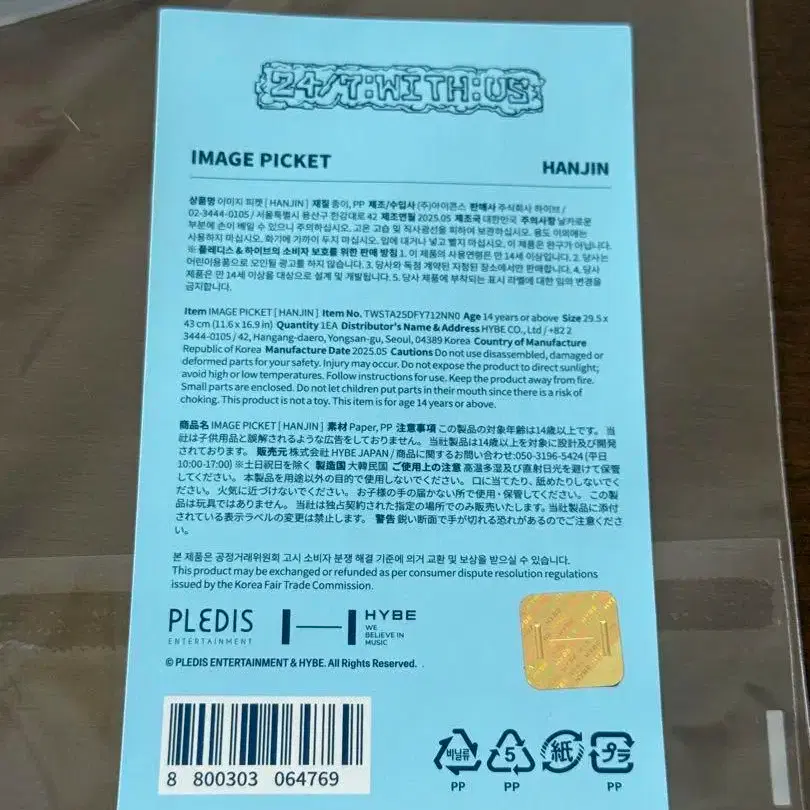 24/7:WITH:US
IMAGE PICKET
HANJIN
상품명 이미지 피켓 [ HANJIN ] 재질 종이, PP 제조/수입사 (주)아이콘스 판매사 주식회사 하이브 /
02-3444-0105 / 서울특별시 용산구 한강대로 42 제조연월 2025.05 제조국 대한민국 주의사항 날카로운
부분에 손이 베일 수 있으니 주의하십시오. 고온 고습 및 직사광선을 피하여 보관하십시오. 용도 이외에는
사용하지 마십시오. 화기에 가까이 두지 마십시오. 입에 대거나 넣고 빨지 마십시오. 이 제품은 완구가 아닙니다.
※ 플레디스 & 하이브의 소비자 보호를 위한 판매 방침 1. 이 제품의 사용연령은 만 14세 이상입니다. 2. 당사는
어린이용품으로 오인될 광고를 하지 않습니다. 3. 당사와 독점 계약된 지정된 장소에서만 판매합니다. 4. 당사
제품은 만 14세 이상을 대상으로 설계 및 개발됩니다. 5. 당사 제품에 부착되는 표시 라벨에 대한 임의 변경을
금지합니다.
Item IMAGE PICKET [ HANJIN ] Item No. TWSTA25DFY712NN0 Age 14 years or above Size 29.5 x
43 cm (11.6 x 16.9 in) Quantity 1EA Distributor's Name & Address HYBE CO., Ltd / +82 2
3444-0105 / 42, Hangang-daero, Yongsan-gu, Seoul, 04389 Korea Country of Manufacture
Republic of Korea Manufacture Date 2025.05 Cautions Do not use disassembled, damaged or
deformed parts for your safety. Injury may occur. Do not expose the product to direct sunlight;
avoid high or low temperatures. Follow instructions for use. Keep the product away from fire.
Small parts are enclosed. Do not let children put parts in their mouth since there is a risk of
choking. This product is not a toy. This item is for age 14 years or above.
商品名 IMAGE PICKET [ HANJIN ] 素材 Paper, PP 注意事項 この製品の対象年齢は14歳以上です。 当
社は子供用品と誤解されるような広告をしておりません。 当社製品は14歳以上を対象に設計及び開発
されております。 販売元 株式会社 HYBE JAPAN / 商品に関するお問い合わせ:050-3196-5424 (平日
10:00-17:00) ※土日祝日を除く 製造国 大韓民国 ご使用上の注意 高温多湿及び直射日光を避けて保管
してください。 本製品を用途以外の目的で使用しないでください。 口に当てたり、舐めたりしないでくだ
さい。 火気に近づけないでください。 お子様の手の届かない所で使用・保管してください。 この製
品は玩具ではありません。 当社は独占契約された指定の場所でのみ販売いたします。 当社製品に添付
されている表示ラベルの変更は禁止します。 警告 鋭い断面で手が切れる恐れがあるのでご注意くださ
い。
본 제품은 공정거래위원회 고시 소비자 분쟁 해결 기준에 의거 교환 및 보상을 받으실 수 있습니다.
This product may be exchanged or refunded as per consumer dispute resolution regulations
issued by the Korea Fair Trade Commission.
PLEDIS
ENTERTAINMENT
HYBE
WE
BELIEVE IN
MUSIC
© PLEDIS ENTERTAINMENT & HYBE. All Rights Reserved.
8 800303 064769
비닐류
PP
5
PP
紙
プラ
PP